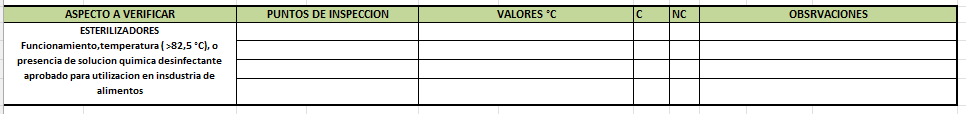 ASPECTO A VERIFICAR PUNTOS DE INSPECCION VALORES °C C NC OBSRVACIONES
ESTERILIZADORES
Funcionamiento,temperatura ( >82,5 °C), o
presencia de solucion quimica desinfectante
aprobado para utilizacion en insdustria de
alimentos